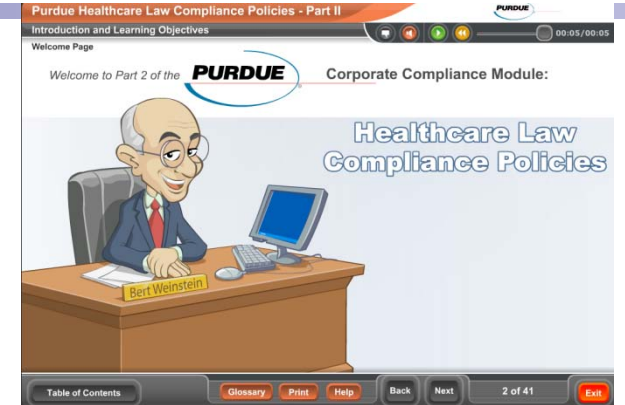 Purdue Healthcare Law Compliance Policies - Part II
PURDUE
Introduction and Learning Objectives
00:05/00:05
Welcome Page
Welcome to Part 2 of the PURDUE Corporate Compliance Module:
Healthcare Law
Compliance Policies
Bert Weinstein
Table of Contents Glossary Print Help Back Next 2 of 41 Exit